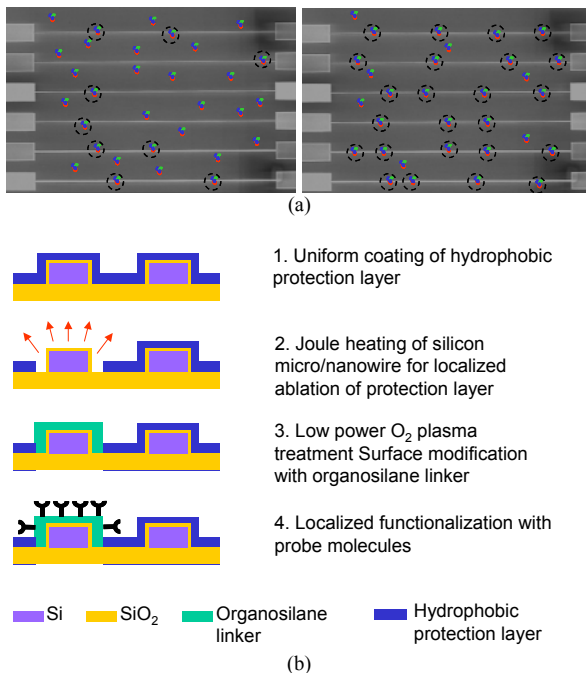 (a)
1. Uniform coating of hydrophobic
protection layer
2. Joule heating of silicon
micro/nanowire for localized
ablation of protection layer
3. Low power O₂ plasma
treatment Surface modification
with organosilane linker
4. Localized functionalization with
probe molecules
Si
SiO₂
Organosilane
linker
Hydrophobic
protection layer
(b)